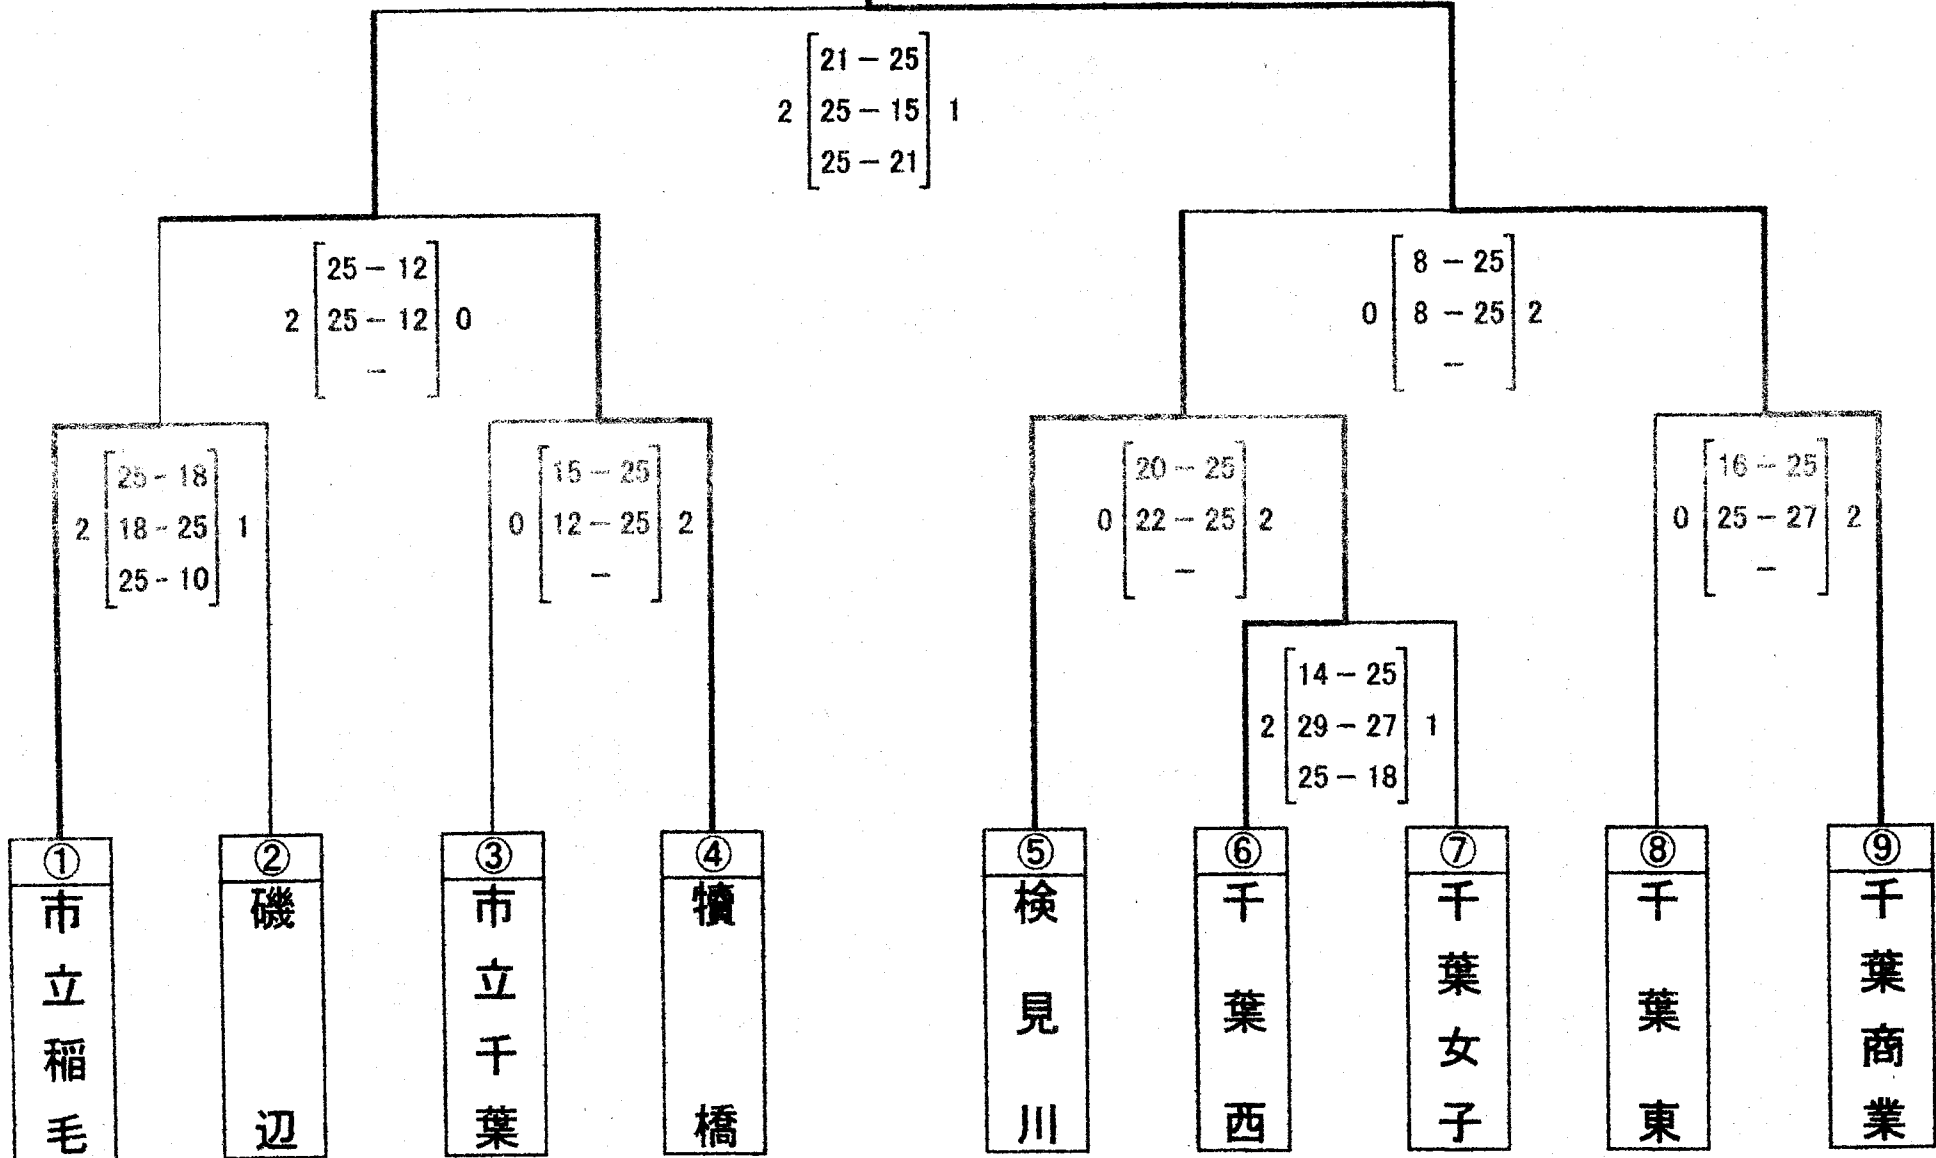 21 − 25
2 25 − 15 1
25 − 21
25 − 12
2 25 − 12 0
−
8 − 25
0 8 − 25 2
−
25 - 18
2 18 - 25 1
25 - 10
15 − 25
0 12 − 25 2
−
20 − 25
0 22 − 25 2
−
16 − 25
0 25 − 27 2
−
14 − 25
2 29 − 27 1
25 − 18
① 市立稲毛
② 磯辺
③ 市立千葉
④ 犢橋
⑤ 検見川
⑥ 千葉西
⑦ 千葉女子
⑧ 千葉東
⑨ 千葉商業